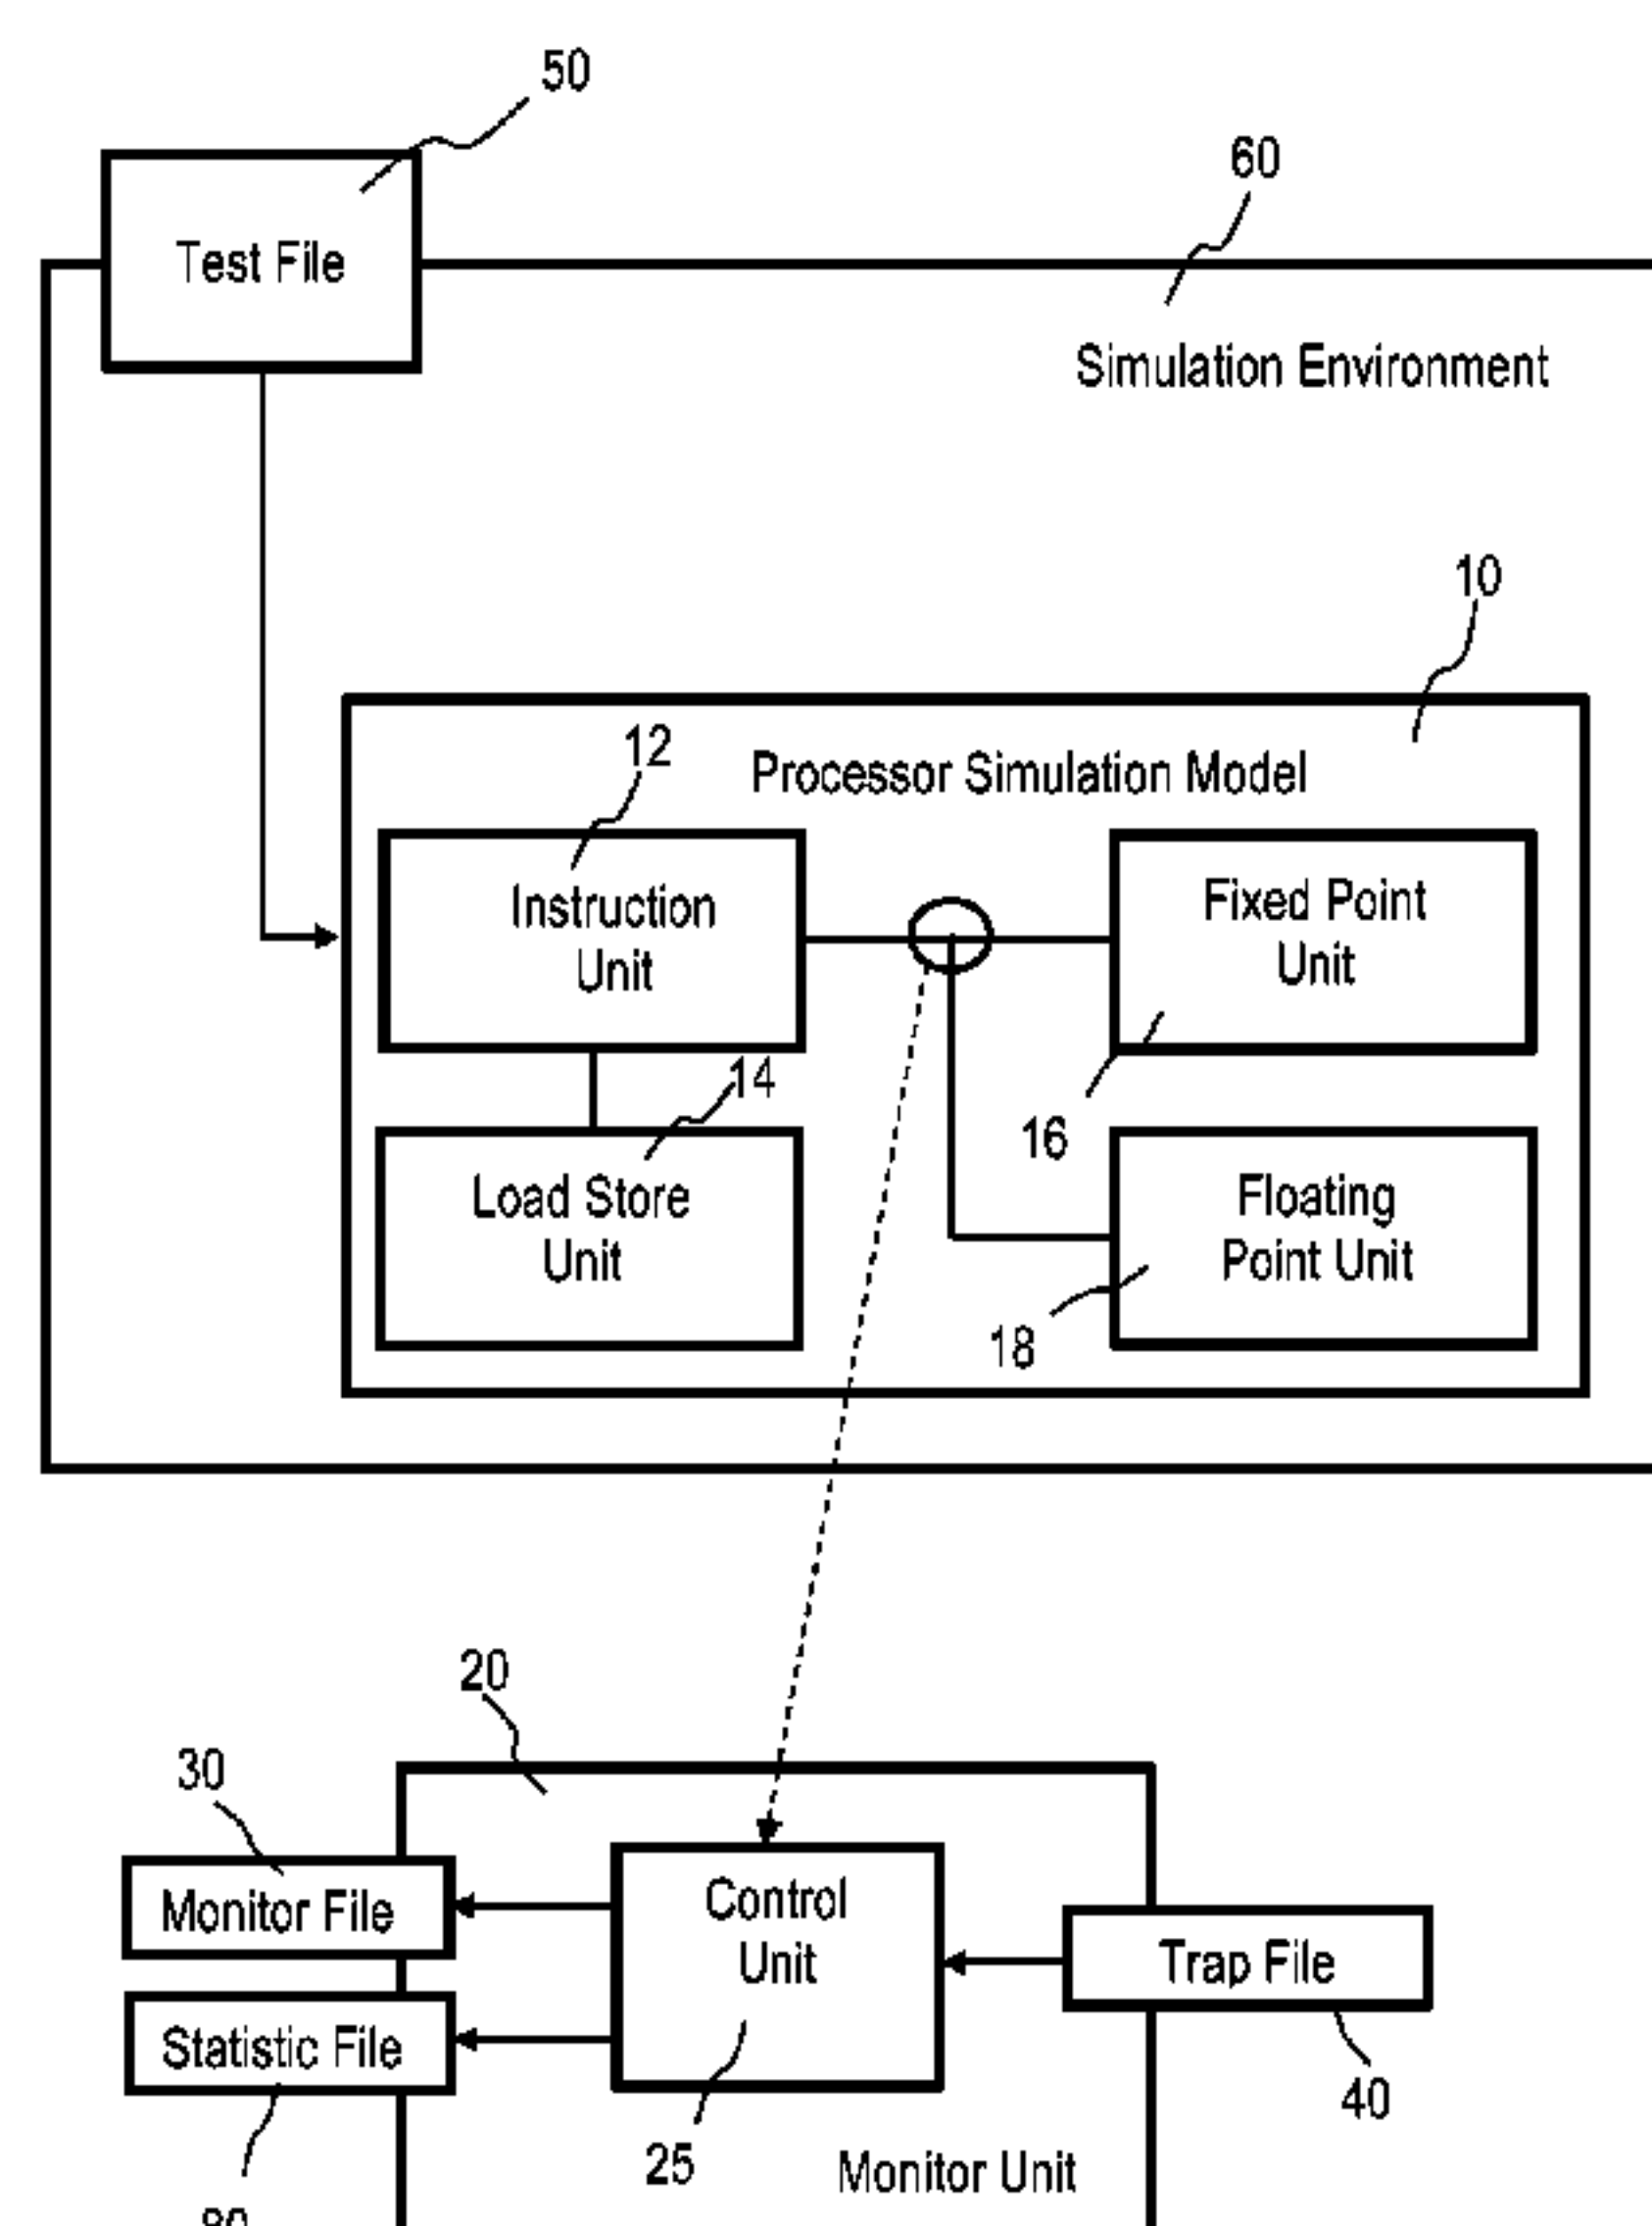 50
60
Test File
Simulation Environment
10
12
Processor Simulation Model
Instruction
Unit
Fixed Point
Unit
14
16
Load Store
Unit
Floating
Point Unit
18
20
30
Monitor File
Control
Unit
Trap File
Statistic File
40
25
Monitor Unit